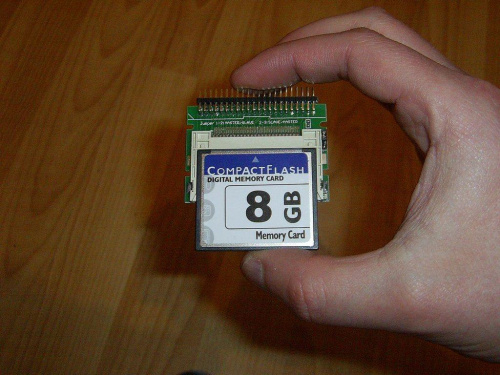 COMPACTFLASH
DIGITAL MEMORY CARD
8
GB
Memory Card